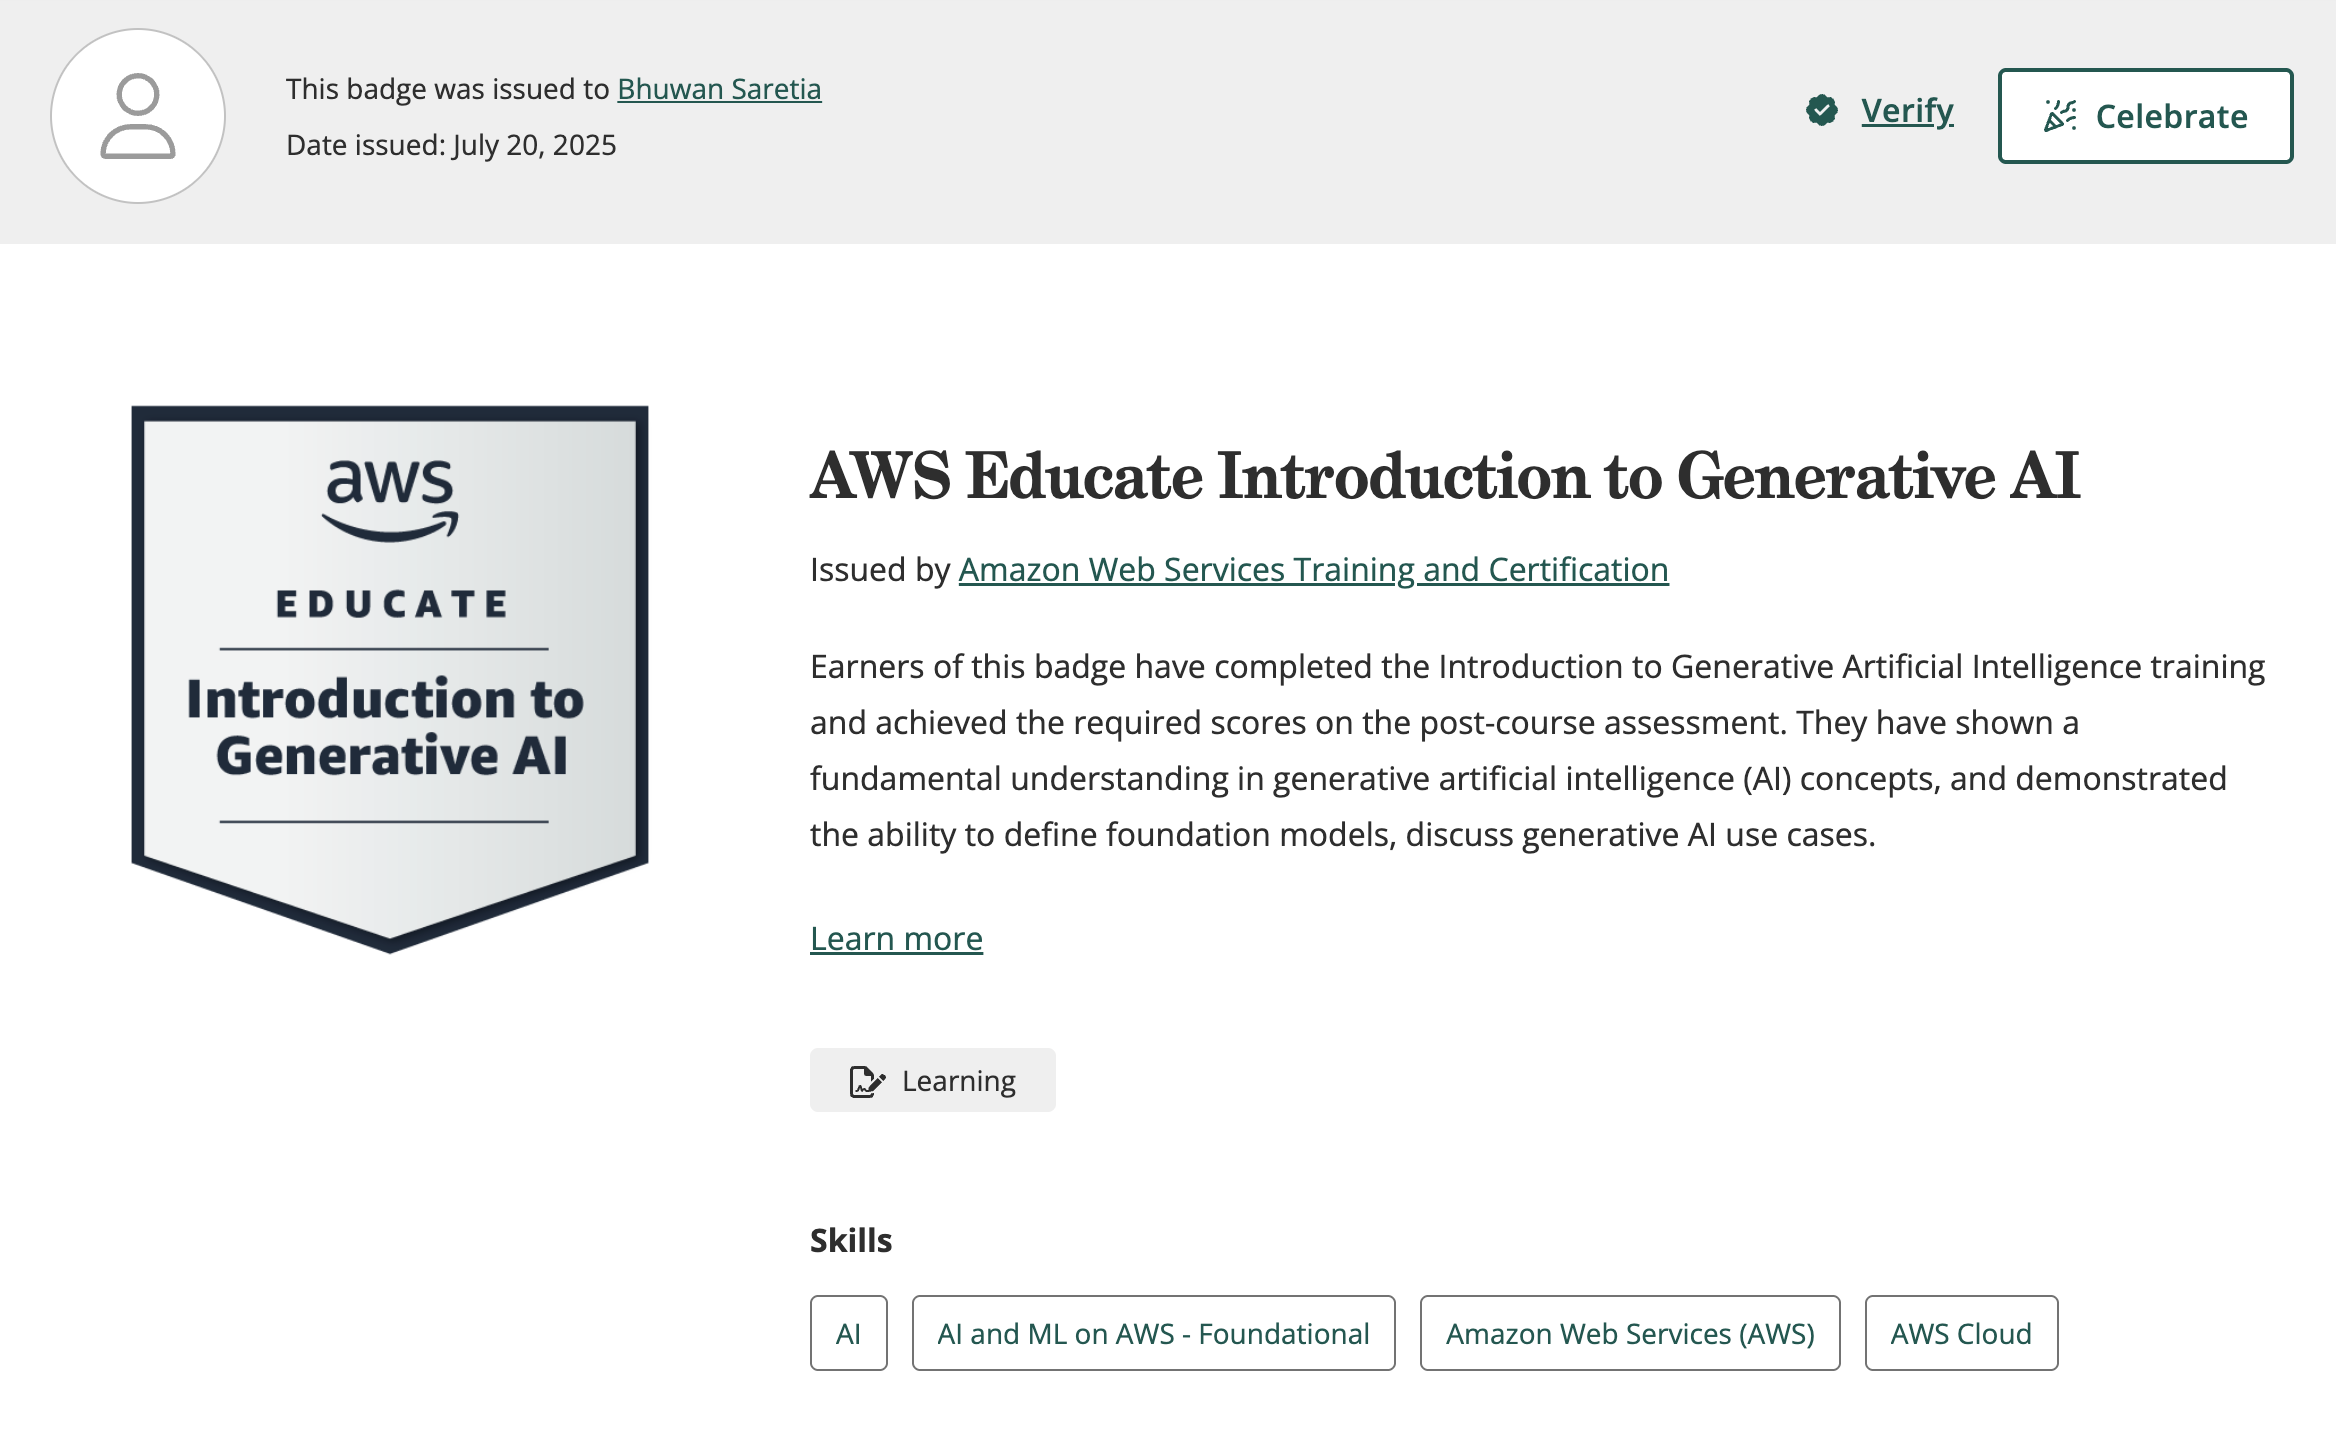 This badge was issued to Bhuwan Saretia
Date issued: July 20, 2025
Verify
Celebrate
aws
EDUCATE
Introduction to
Generative AI
AWS Educate Introduction to Generative AI
Issued by Amazon Web Services Training and Certification
Earners of this badge have completed the Introduction to Generative Artificial Intelligence training
and achieved the required scores on the post-course assessment. They have shown a
fundamental understanding in generative artificial intelligence (AI) concepts, and demonstrated
the ability to define foundation models, discuss generative AI use cases.
Learn more
Learning
Skills
AI
AI and ML on AWS - Foundational
Amazon Web Services (AWS)
AWS Cloud